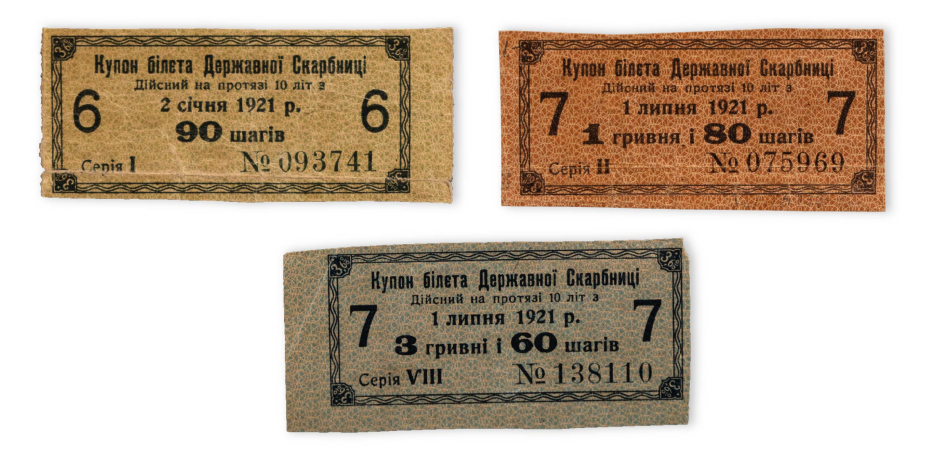 Купон білета Державної Скарбниці
Дійсний на протязі 10 літ з
6 2 січня 1921 р. 6
90 шагів
Серія I № 093741
Купон білета Державної Скарбниці
Дійсний на протязі 10 літ з
7 1 липня 1921 р. 7
1 гривня і 80 шагів
Серія II № 075969
Купон білета Державної Скарбниці
Дійсний на протязі 10 літ з
7 1 липня 1921 р. 7
3 гривні і 60 шагів
Серія VIII № 138110